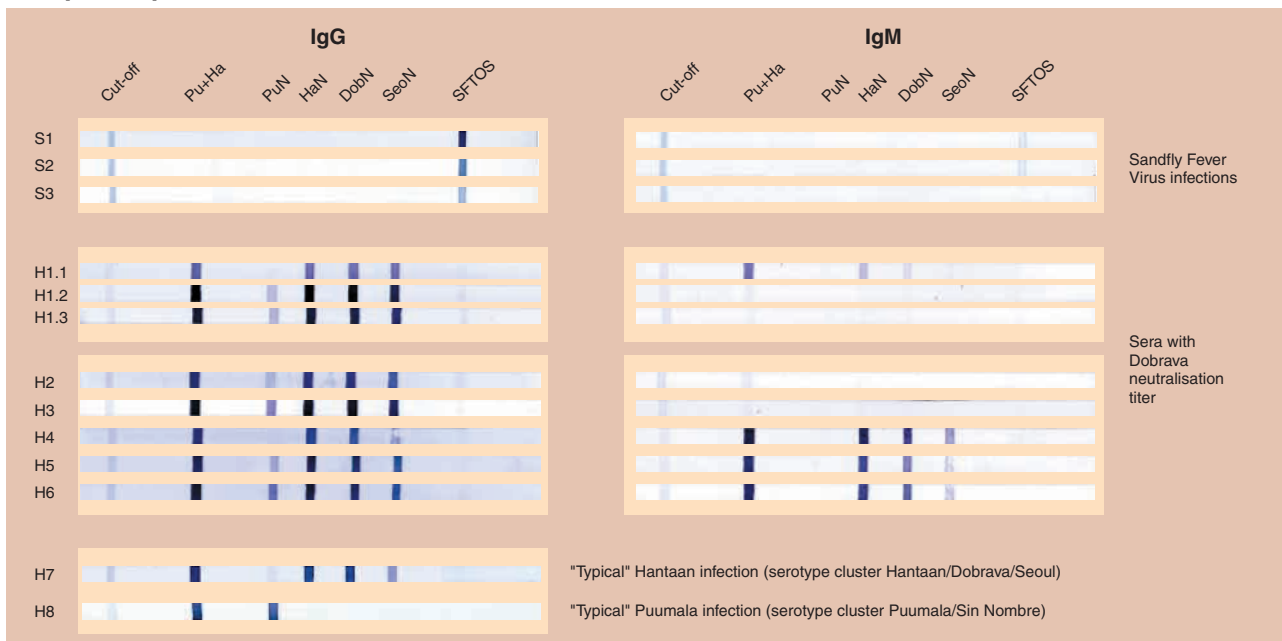 IgG
IgM
Cut-off Pu+Ha PuN HaN DobN SeoN SFTOS
Cut-off Pu+Ha PuN HaN DobN SeoN SFTOS
S1
S2
S3
Sandfly Fever
Virus infections
H1.1
H1.2
H1.3
H2
H3
H4
H5
H6
Sera with
Dobrava
neutralisation
titer
H7
"Typical" Hantaan infection (serotype cluster Hantaan/Dobrava/Seoul)
H8
"Typical" Puumala infection (serotype cluster Puumala/Sin Nombre)